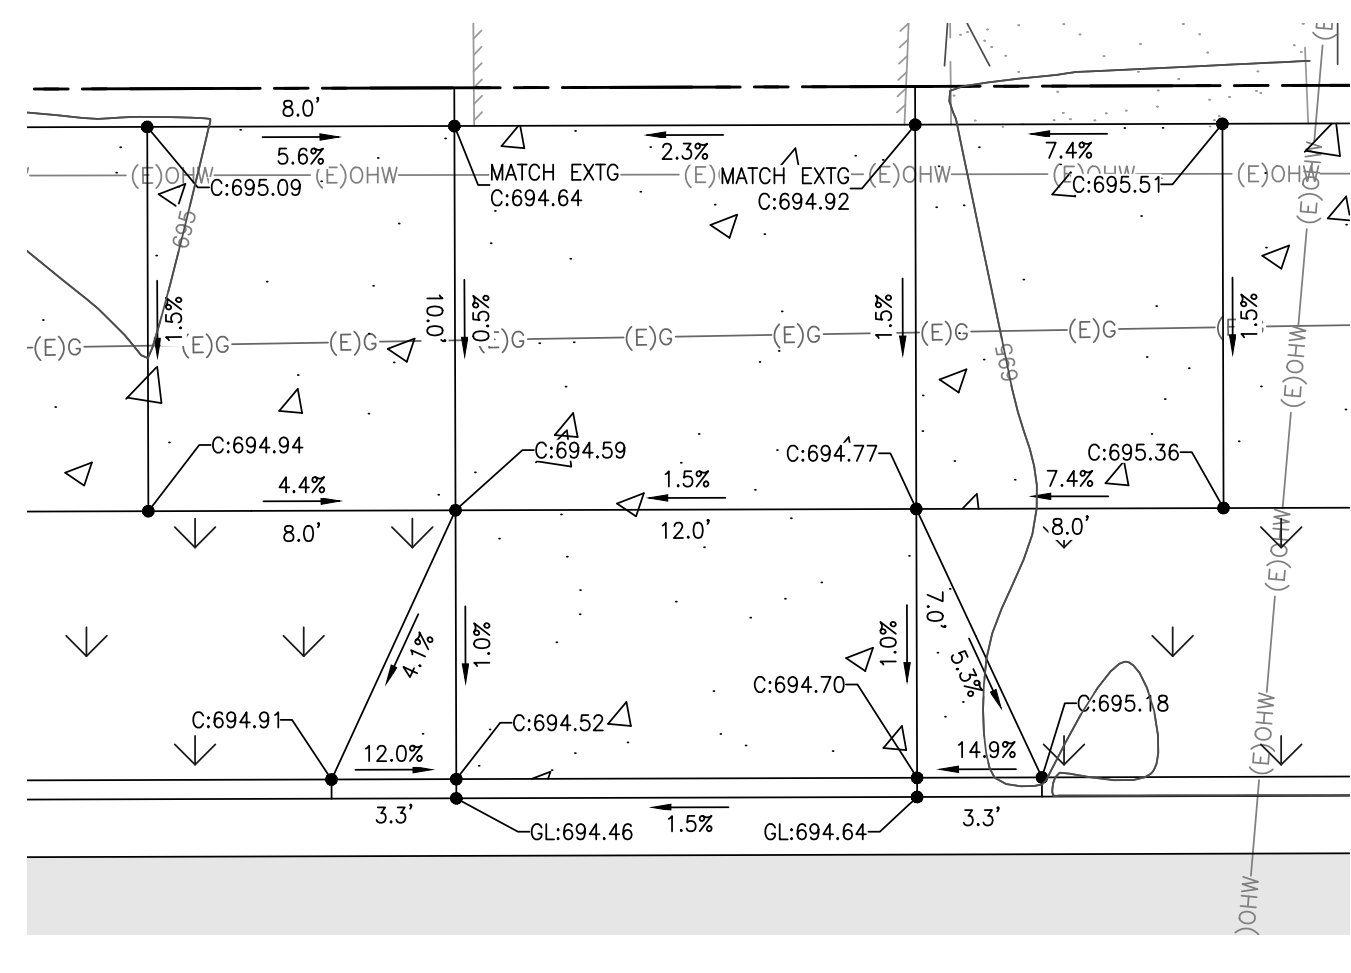 (E
8.0'
5.6%
2.3%
7.4%
(E)OHW
(E)OHW
MATCH EXTG
C:694.64
(E)
MATCH EXTG
C:694.92
(E)OHW
(E)OHW
(E)OHW
C:695.09
C:695.51
(E)OHW
695
1.5%
10.0'
0.5%
1.5%
1.5%
(E)G
(E)G
(E)G
(E)G
(E)G
(E)G
(E)G
(E)G
(E
695
(E)OHW
C:694.94
C:694.59
C:694.77
C:695.36
4.4%
1.5%
7.4%
8.0'
12.0'
8.0'
(E)OHW
7.0'
4.1%
1.0%
1.0%
5.3%
C:694.91
C:694.52
C:694.70
C:695.18
12.0%
14.9%
(E)OHW
3.3'
GL:694.46
1.5%
GL:694.64
3.3'
)OHW